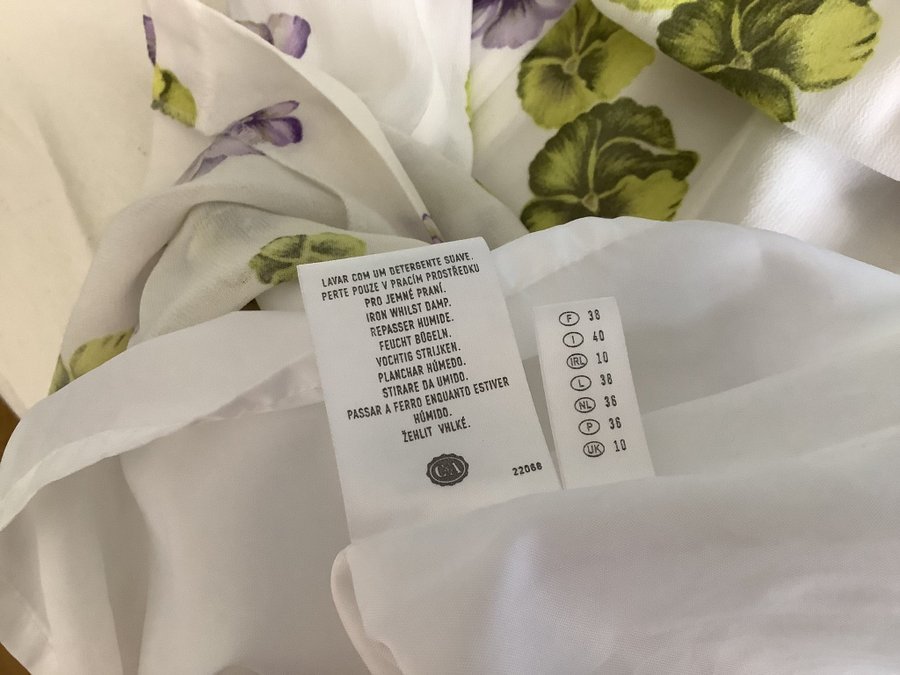 LAVAR COM UM DETERGENTE SUAVE.
PERTE POUZE V PRACÍM PROSTŘEDKU
PRO JEMNÉ PRANÍ.
IRON WHILST DAMP.
REPASSER HUMIDE.
FEUCHT BÜGELN.
VOCHTIG STRIJKEN.
PLANCHAR HÚMEDO.
STIRARE DA UMIDO.
PASSAR A FERRO ENQUANTO ESTIVER
HÚMIDO.
ŽEHLIT VHLKÉ.
C&A
22068
F 38
I 40
IRL 10
L 38
NL 36
P 36
UK 10